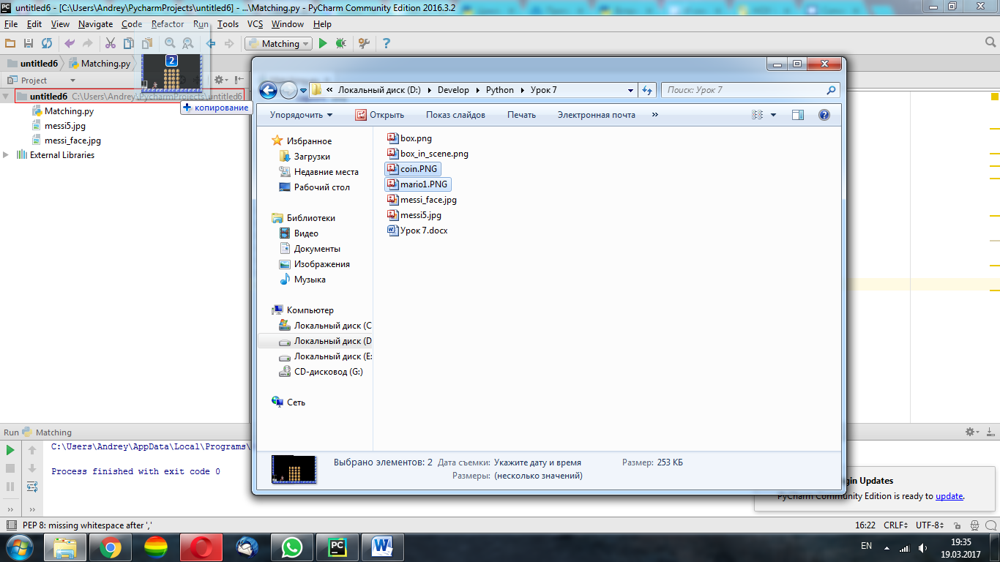 untitled6 - [C:\Users\Andrey\PycharmProjects\untitled6] - ...\Matching.py - PyCharm Community Edition 2016.3.2
File Edit View Navigate Code Refactor Run Tools VCS Window Help
Matching
untitled6 Matching.py
2
Project
untitled6 C:\Users\Andrey\PycharmProjects\untitled6
копирование
Matching.py
messi5.jpg
messi_face.jpg
External Libraries
« Локальный диск (D:) Develop Python Урок 7
Поиск: Урок 7
Упорядочить Открыть Показ слайдов Печать Электронная почта »
Избранное
Загрузки
Недавние места
Рабочий стол
Библиотеки
Видео
Документы
Изображения
Музыка
Компьютер
Локальный диск (C
Локальный диск (D
Локальный диск (E:
CD-дисковод (G:)
Сеть
box.png
box_in_scene.png
coin.PNG
mario1.PNG
messi_face.jpg
messi5.jpg
Урок 7.docx
Выбрано элементов: 2 Дата съемки: Укажите дату и время Размер: 253 КБ
Размеры: (несколько значений)
Run Matching
C:\Users\Andrey\AppData\Local\Programs\
Process finished with exit code 0
gin Updates
PyCharm Community Edition is ready to update.
PEP 8: missing whitespace after ',' 16:22 CRLF UTF-8
EN 19:35
19.03.2017